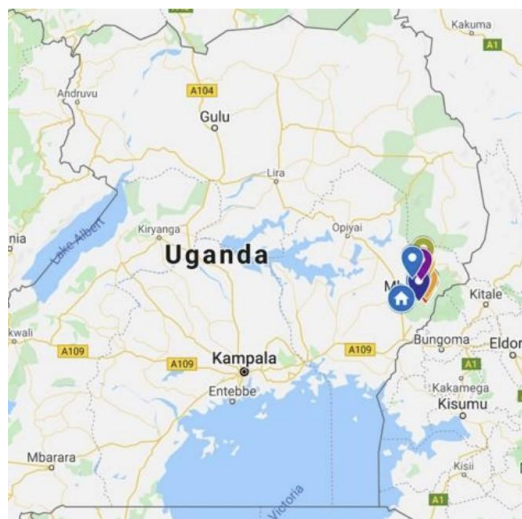 Kakuma
A1
Andruvu
A104
Gulu
Lira
nia
Lake Albert
Kiryanga
Opiyai
Uganda
Kitale
kwali
A109
A109
A109
Bungoma
A1
Eldor
Kampala
Entebbe
Kakamega
Kisumu
Mbarara
Kisii
Victoria
A1